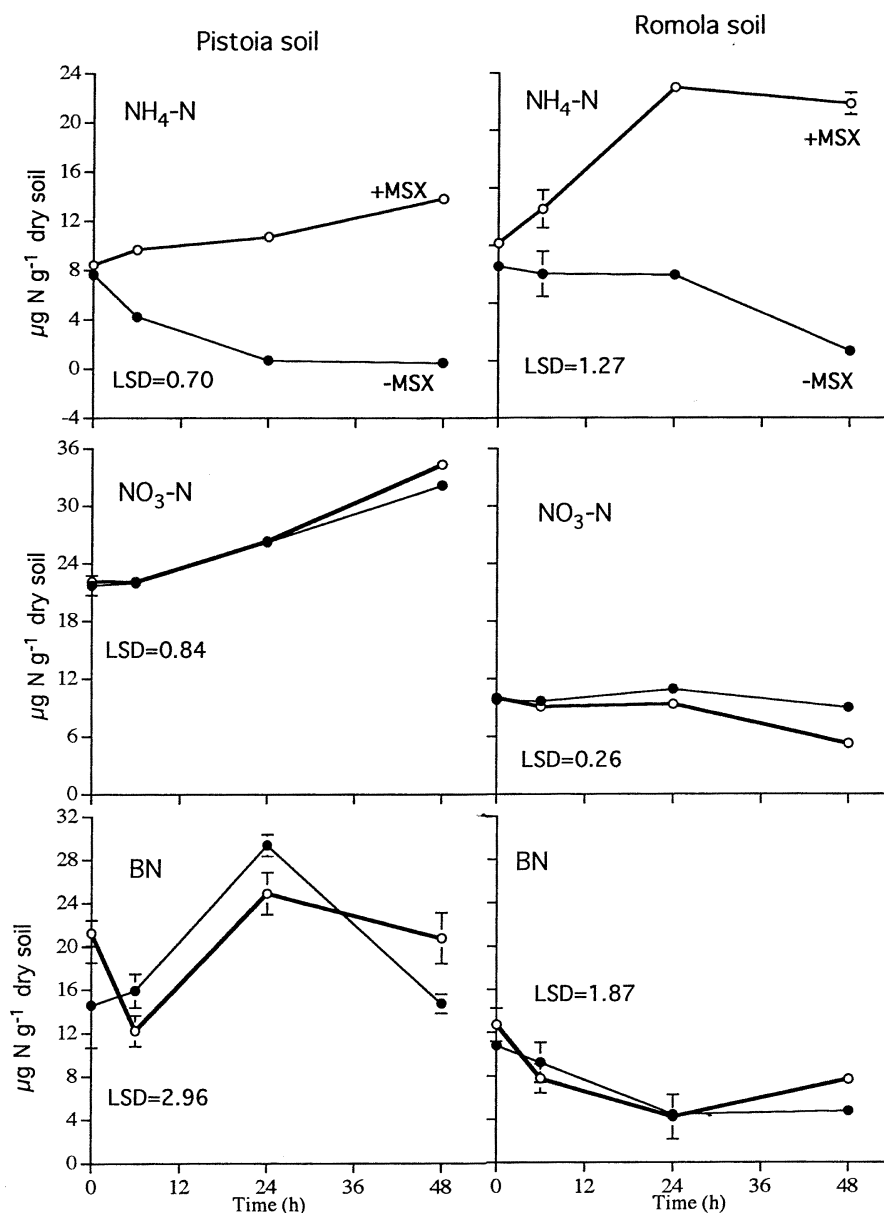 Pistoia soil
Romola soil
24
20
16
12
8
4
0
-4
µg N g⁻¹ dry soil
NH₄-N
+MSX
LSD=0.70
-MSX
NH₄-N
+MSX
LSD=1.27
-MSX
36
30
24
18
12
6
0
µg N g⁻¹ dry soil
NO₃-N
LSD=0.84
NO₃-N
LSD=0.26
32
28
24
20
16
12
8
4
0
µg N g⁻¹ dry soil
BN
LSD=2.96
BN
LSD=1.87
0 12 24 36 48
Time (h)
0 12 24 36 48
Time (h)